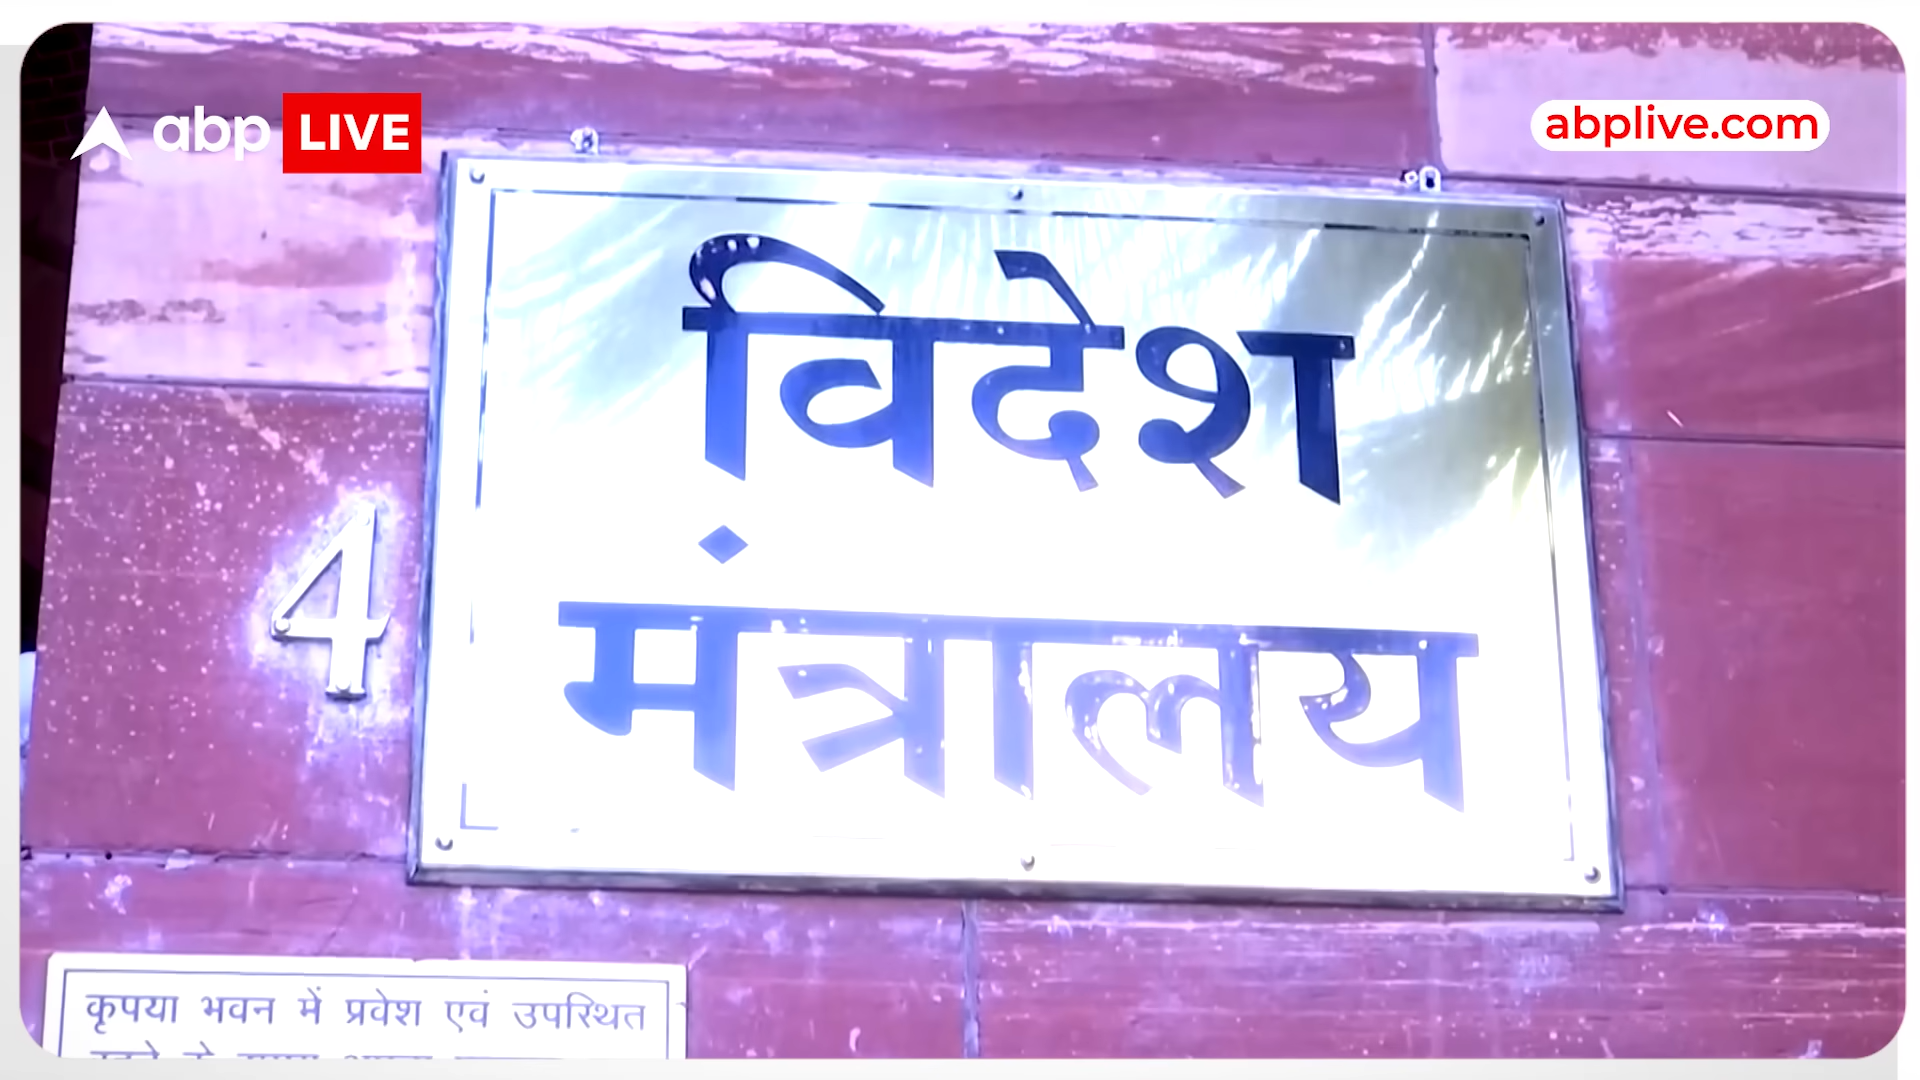 abp LIVE
abplive.com
विदेश
मंत्रालय
4
कृपया भवन में प्रवेश एवं उपस्थित